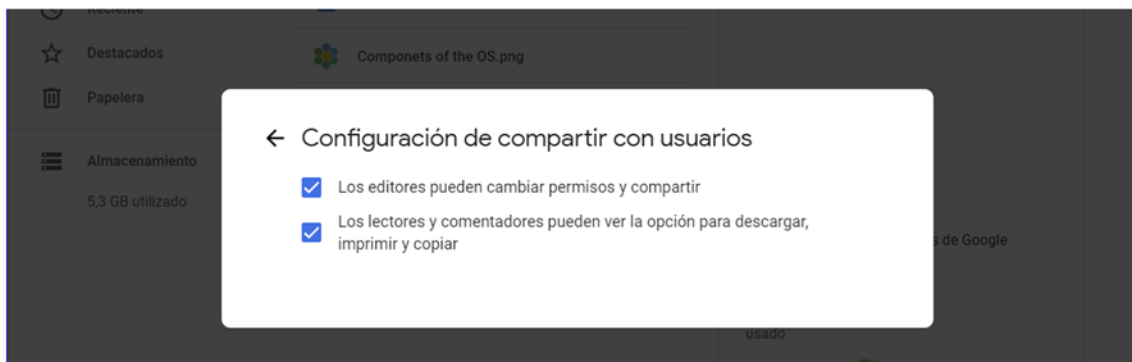 Reciente
Destacados
Componets of the OS.png
Papelera
Configuración de compartir con usuarios
Almacenamiento
Los editores pueden cambiar permisos y compartir
5,3 GB utilizado
Los lectores y comentadores pueden ver la opción para descargar,
imprimir y copiar
s de Google
usado